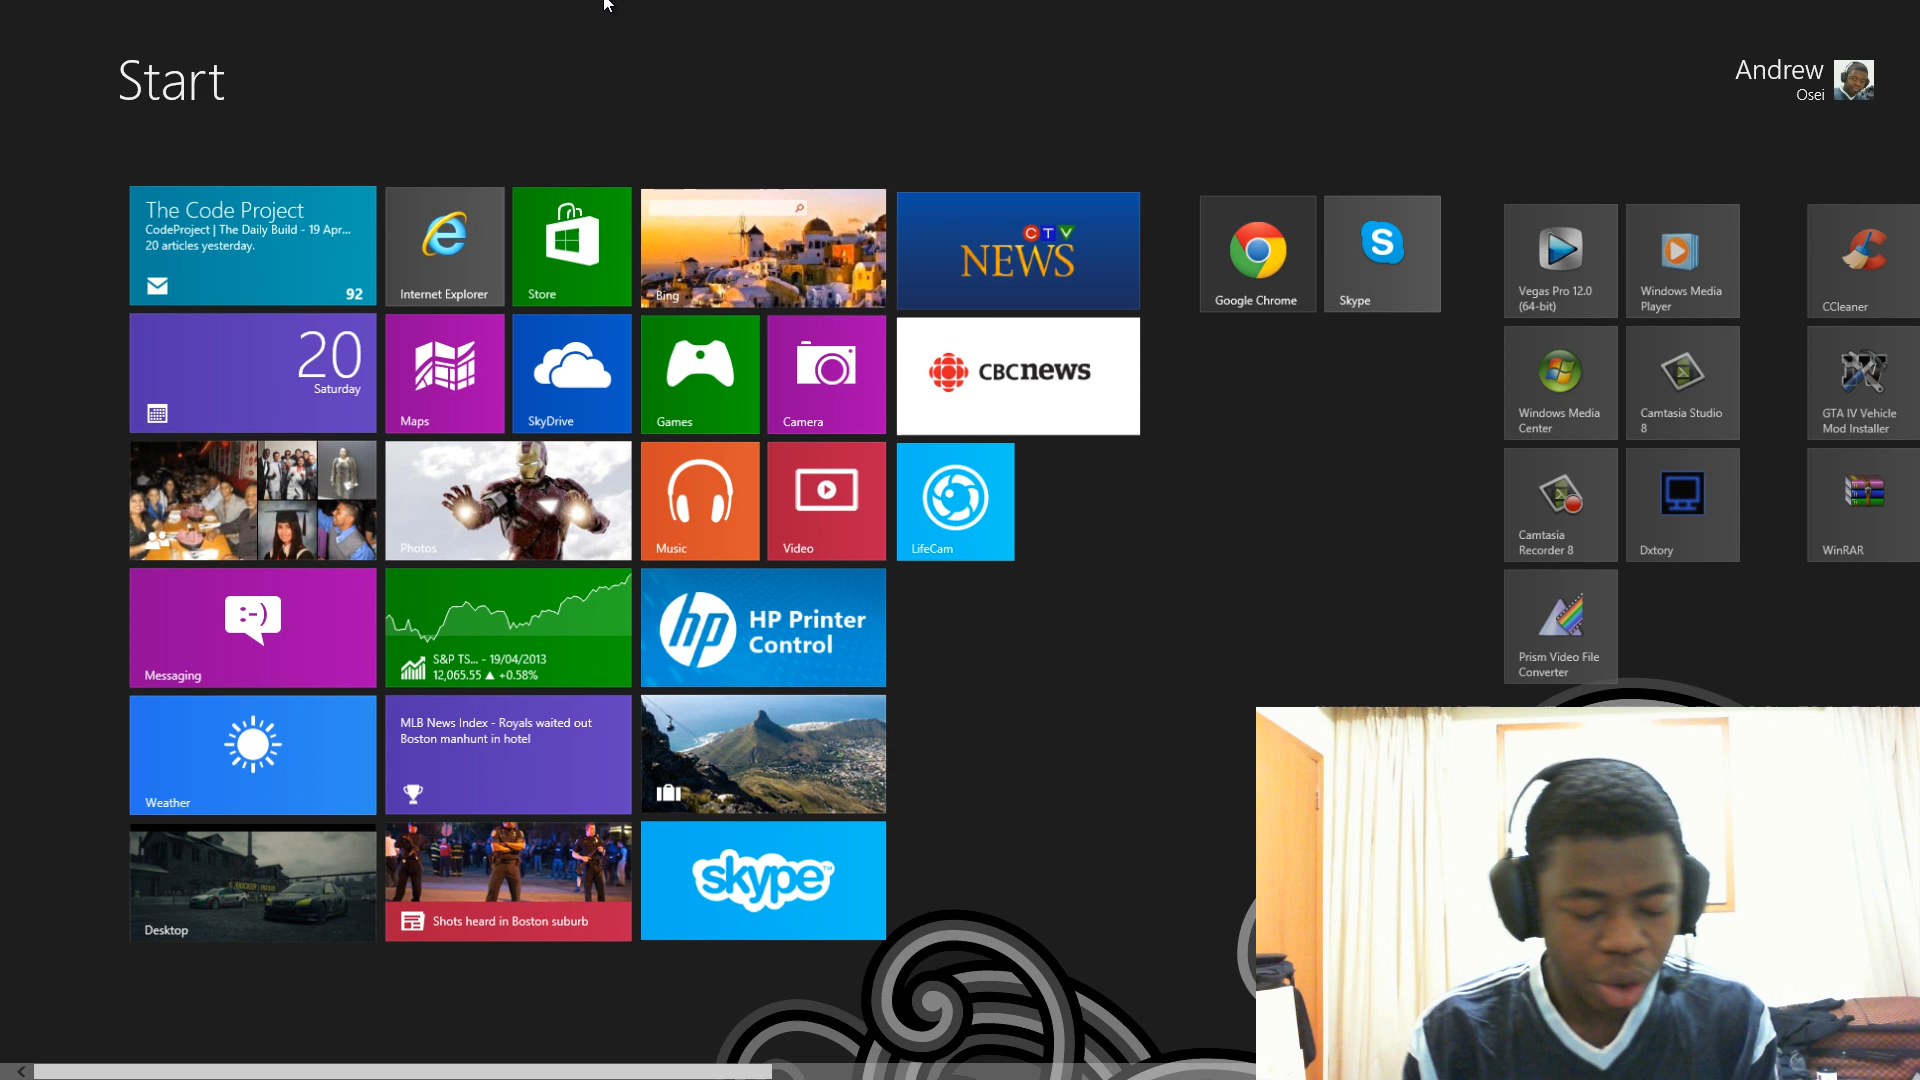 Start
Andrew
Osei
The Code Project
CodeProject | The Daily Build - 19 Apr...
20 articles yesterday.
92
Internet Explorer
Store
Bing
CTV
NEWS
Google Chrome
Skype
Vegas Pro 12.0
(64-bit)
Windows Media
Player
CCleaner
20
Saturday
Maps
SkyDrive
Games
Camera
CBCnews
Windows Media
Center
Camtasia Studio
8
GTA IV Vehicle
Mod Installer
Photos
Music
Video
LifeCam
Camtasia
Recorder 8
Dxtory
WinRAR
:-)
Messaging
S&P TS... - 19/04/2013
12,065.55 ▲ +0.58%
hp
HP Printer
Control
Prism Video File
Converter
Weather
MLB News Index - Royals waited out
Boston manhunt in hotel
Desktop
Shots heard in Boston suburb
skype™